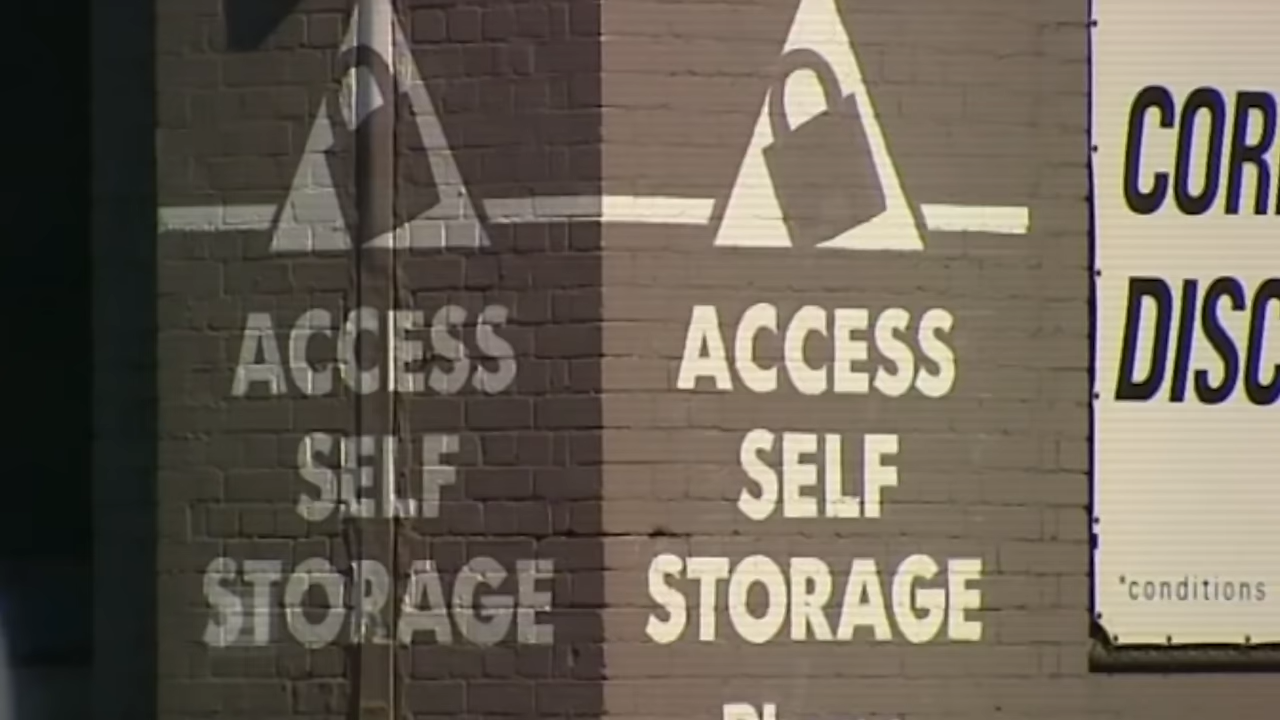 ACCESS
SELF
STORAGE
ACCESS
SELF
STORAGE
COR
DISC
*conditions